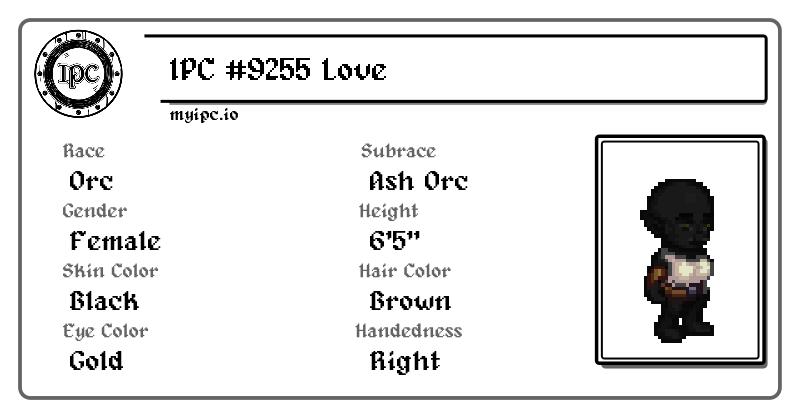 IPC
IPC #9255 Love
myipc.io
Race
Orc
Subrace
Ash Orc
Gender
Female
Height
6'5"
Skin Color
Black
Hair Color
Brown
Eye Color
Gold
Handedness
Right